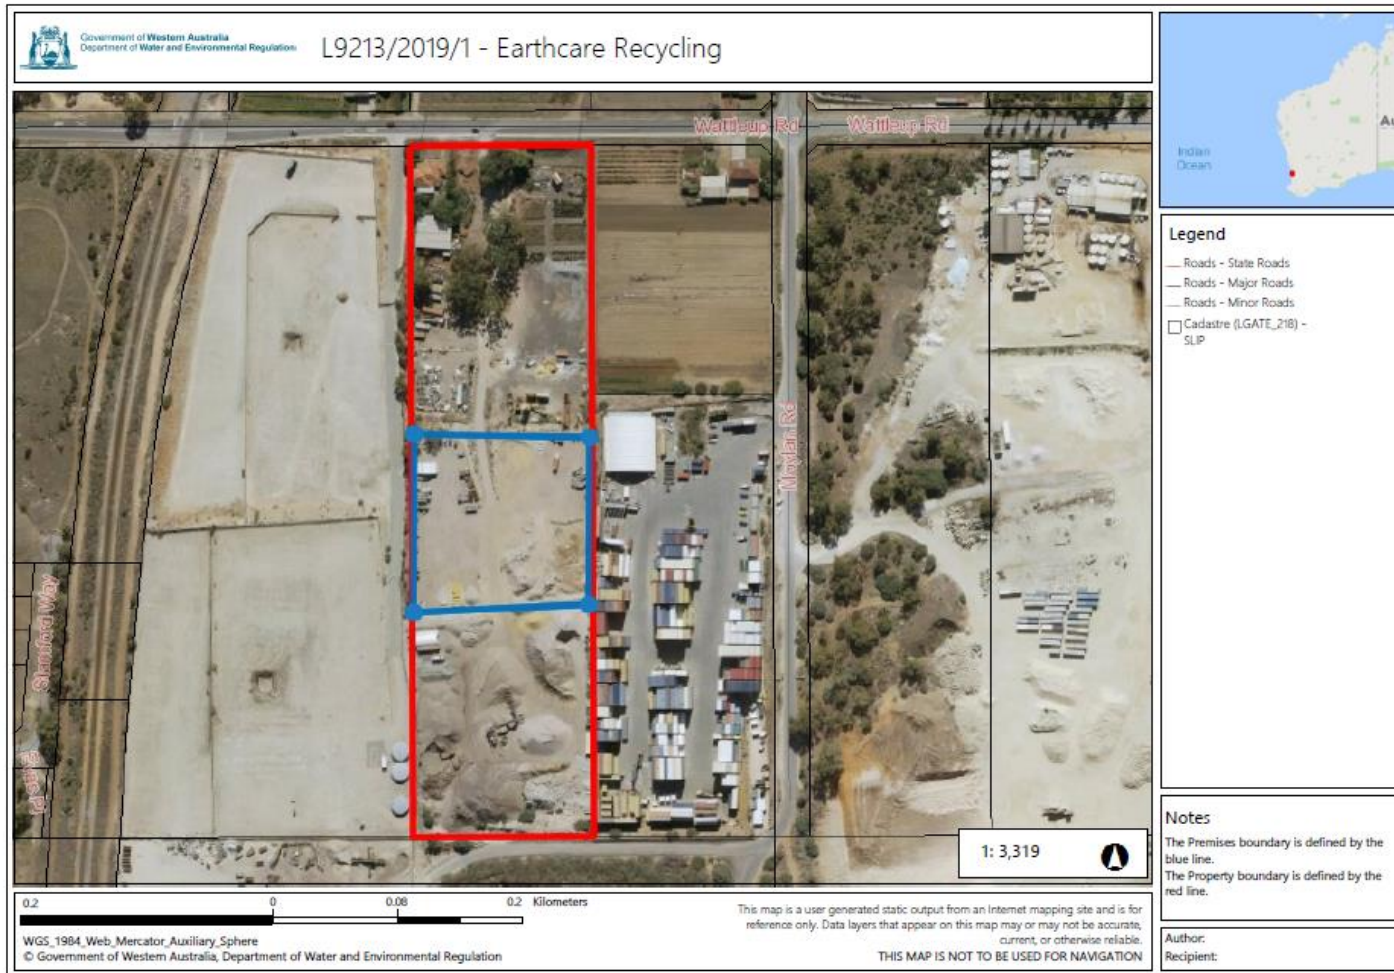 Government of Western Australia
Department of Water and Environmental Regulation
L9213/2019/1 - Earthcare Recycling
Wattleup Rd
Wattleup Rd
Moylan Rd
Stanford Way
Indian
Ocean
Au
Legend
Roads - State Roads
Roads - Major Roads
Roads - Minor Roads
Cadastre (LGATE_218) -
SLIP
1: 3,319
Notes
The Premises boundary is defined by the
blue line.
The Property boundary is defined by the
red line.
0.2
0
0.08
0.2 Kilometers
WGS_1984_Web_Mercator_Auxiliary_Sphere
© Government of Western Australia, Department of Water and Environmental Regulation
This map is a user generated static output from an Internet mapping site and is for
reference only. Data layers that appear on this map may or may not be accurate,
current, or otherwise reliable.
THIS MAP IS NOT TO BE USED FOR NAVIGATION
Author:
Recipient: